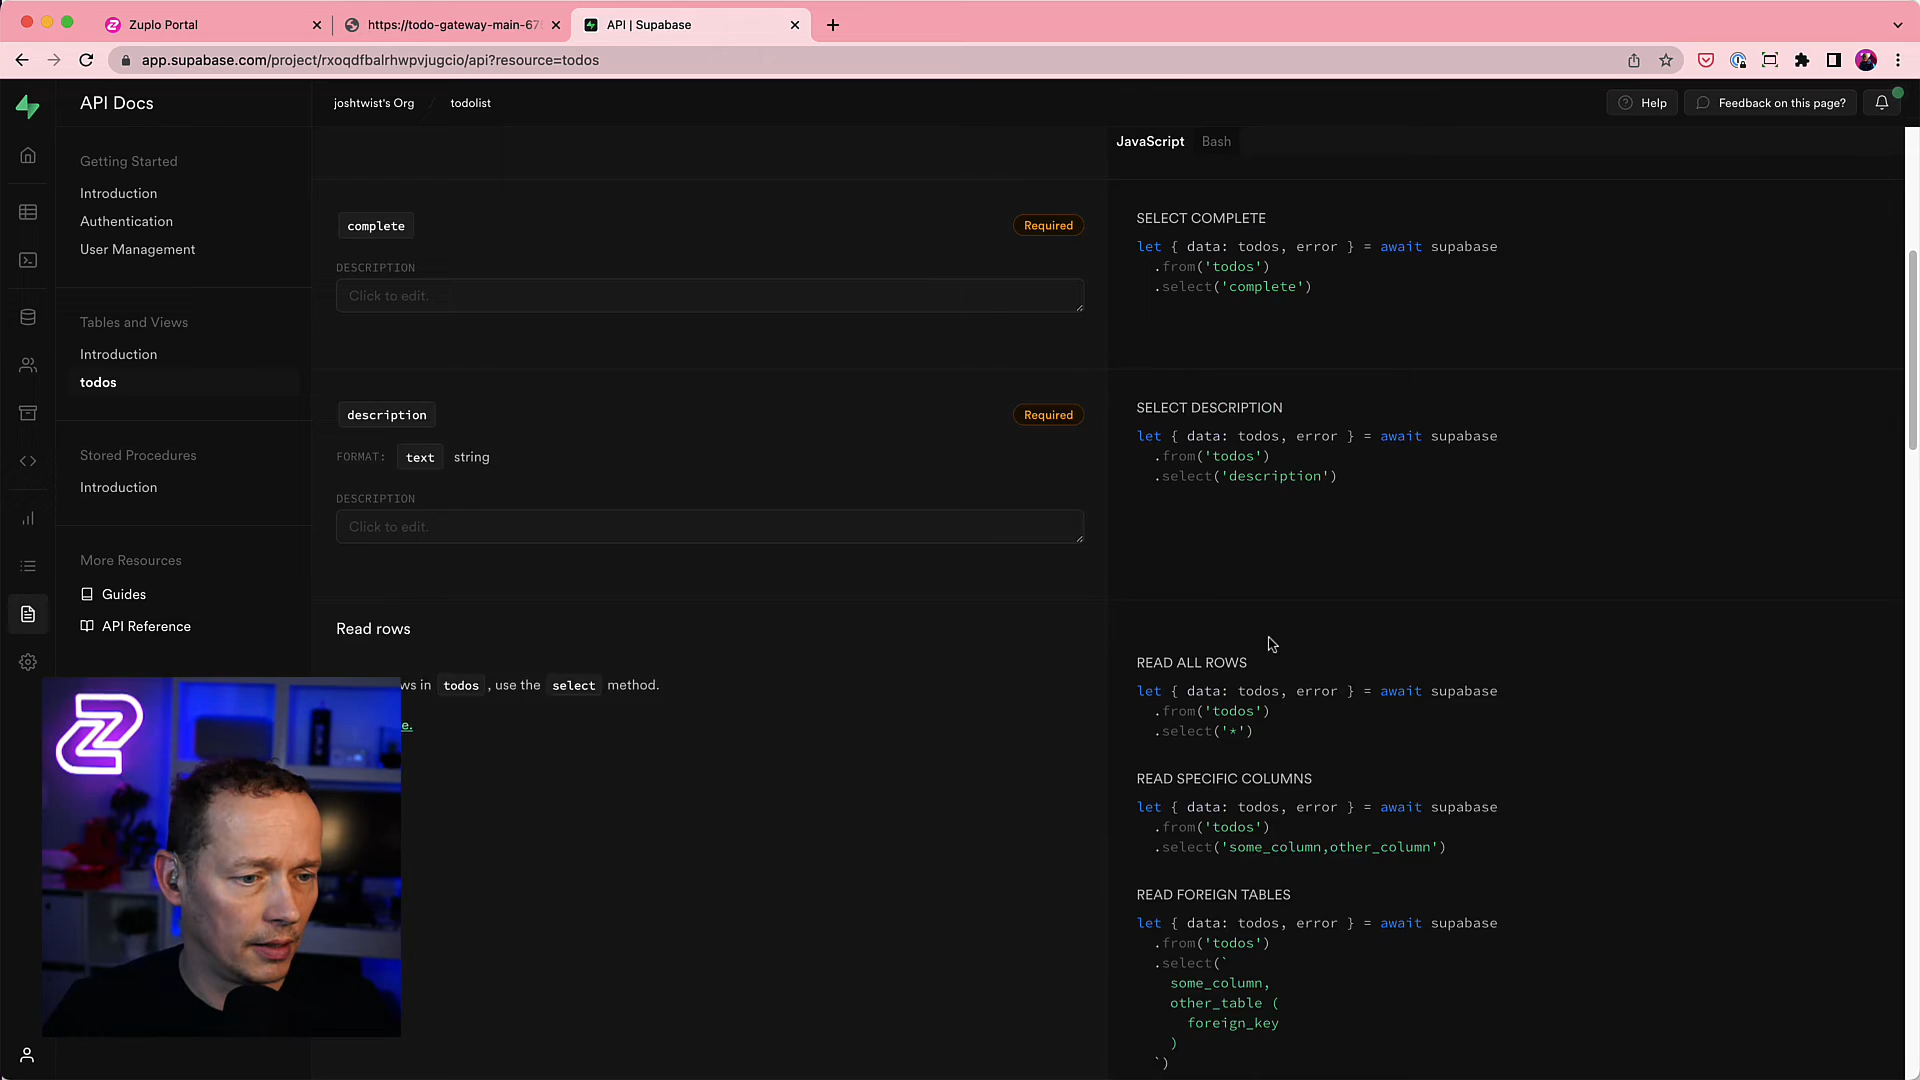 Zuplo Portal
https://todo-gateway-main-678
API | Supabase
app.supabase.com/project/rxoqdfbalrhwpvjugcio/api?resource=todos
API Docs
joshtwist's Org / todolist
Help
Feedback on this page?
JavaScript Bash
Getting Started
Introduction
Authentication
User Management
Tables and Views
Introduction
todos
Stored Procedures
Introduction
More Resources
Guides
API Reference
complete
Required
DESCRIPTION
Click to edit.
description
Required
FORMAT: text string
DESCRIPTION
Click to edit.
Read rows
ws in todos , use the select method.
e.
SELECT COMPLETE
let { data: todos, error } = await supabase
.from('todos')
.select('complete')
SELECT DESCRIPTION
let { data: todos, error } = await supabase
.from('todos')
.select('description')
READ ALL ROWS
let { data: todos, error } = await supabase
.from('todos')
.select('*')
READ SPECIFIC COLUMNS
let { data: todos, error } = await supabase
.from('todos')
.select('some_column,other_column')
READ FOREIGN TABLES
let { data: todos, error } = await supabase
.from('todos')
.select(`
some_column,
other_table (
foreign_key
)
`)